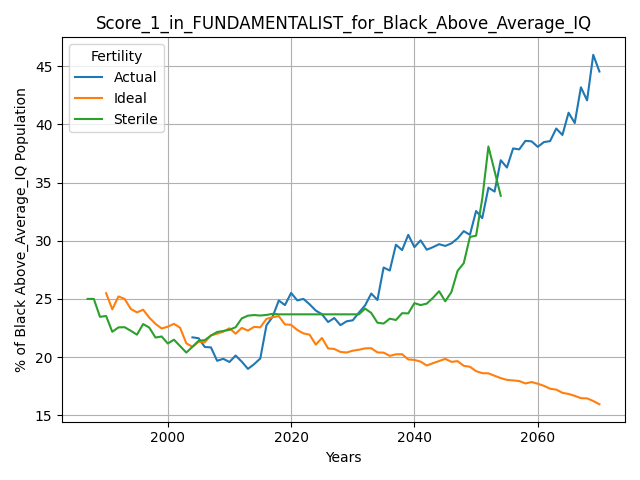 Score_1_in_FUNDAMENTALIST_for_Black_Above_Average_IQ
Fertility
Actual
Ideal
Sterile
% of Black Above_Average_IQ Population
45
40
35
30
25
20
15
2000
2020
2040
2060
Years